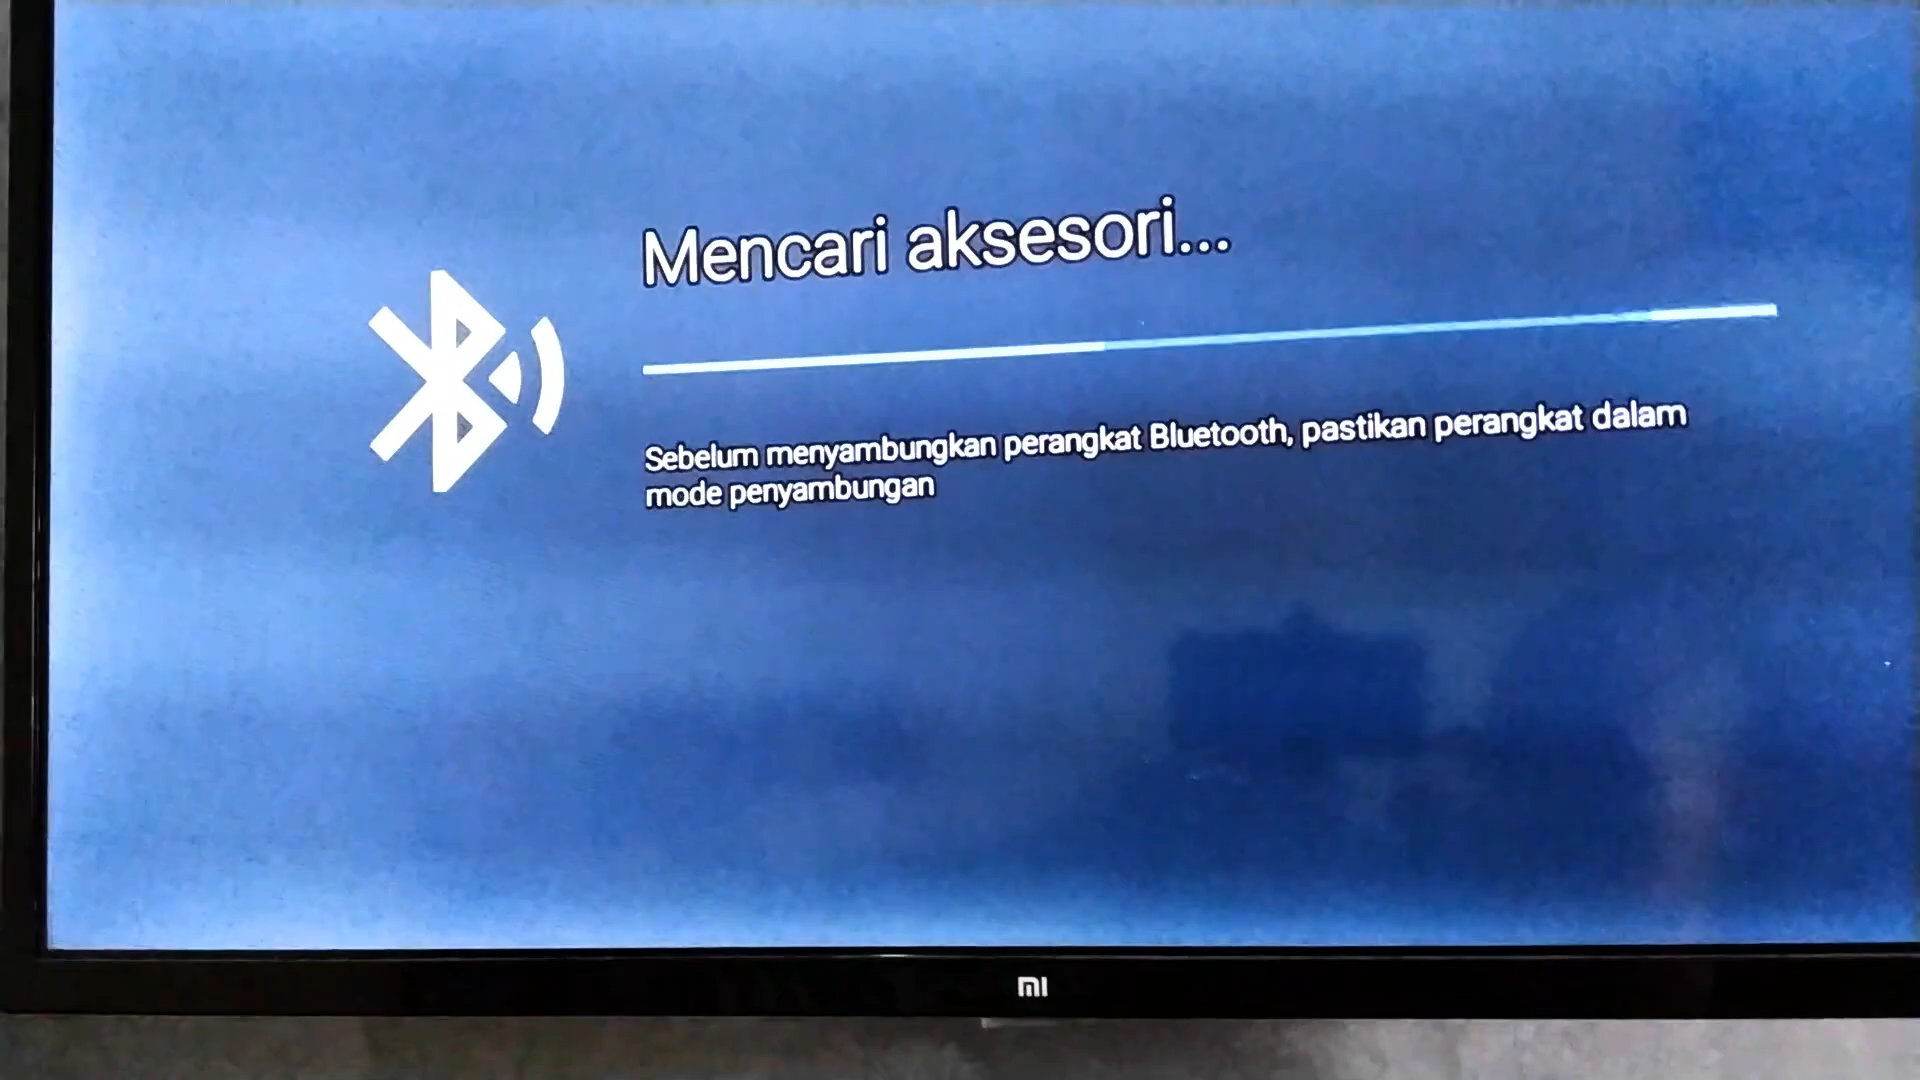 Mencari aksesori...
Sebelum menyambungkan perangkat Bluetooth, pastikan perangkat dalam
mode penyambungan
MI